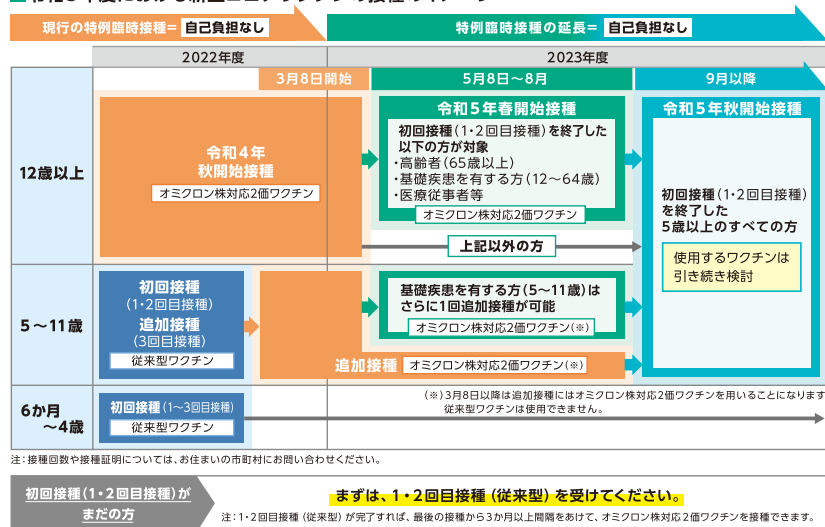 現行の特例臨時接種＝ 自己負担なし
特例臨時接種の延長＝ 自己負担なし
2022年度
2023年度
3月8日開始
5月8日～8月
9月以降
12歳以上
令和4年
秋開始接種
オミクロン株対応2価ワクチン
令和5年春開始接種
初回接種(1・2回目接種)を終了した
以下の方が対象
・高齢者(65歳以上)
・基礎疾患を有する方(12～64歳)
・医療従事者等
オミクロン株対応2価ワクチン
上記以外の方
令和5年秋開始接種
初回接種(1・2回目接種)
を終了した
5歳以上のすべての方
使用するワクチンは
引き続き検討
5～11歳
初回接種
(1・2回目接種)
追加接種
(3回目接種)
従来型ワクチン
基礎疾患を有する方(5～11歳)は
さらに1回追加接種が可能
オミクロン株対応2価ワクチン(※)
追加接種 オミクロン株対応2価ワクチン(※)
6か月
～4歳
初回接種(1～3回目接種)
従来型ワクチン
(※)3月8日以降は追加接種にはオミクロン株対応2価ワクチンを用いることになります
従来型ワクチンは使用できません。
注：接種回数や接種証明については、お住まいの市町村にお問い合わせください。
初回接種(1・2回目接種)が
まだの方
まずは、1・2回目接種（従来型）を受けてください。
注：1・2回目接種（従来型）が完了すれば、最後の接種から3か月以上間隔をあけて、オミクロン株対応2価ワクチンを接種できます。